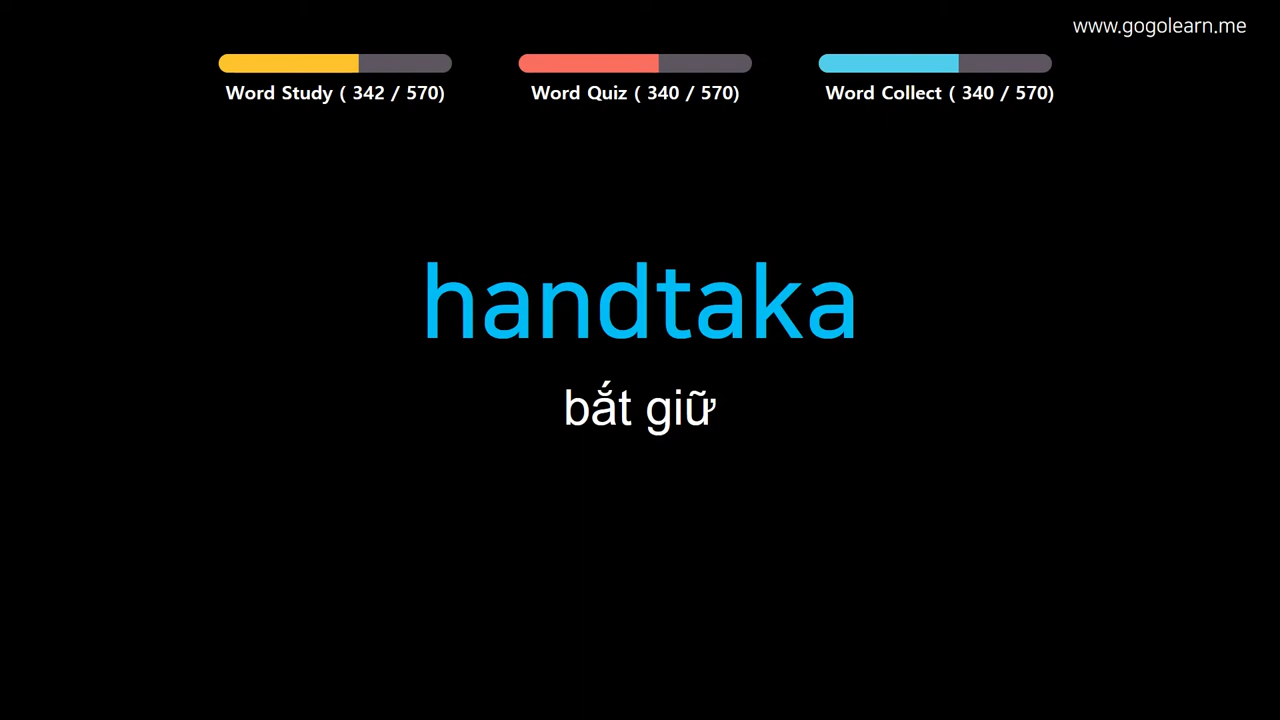 www.gogolearn.me
Word Study ( 342 / 570)
Word Quiz ( 340 / 570)
Word Collect ( 340 / 570)
handtaka
bắt giữ